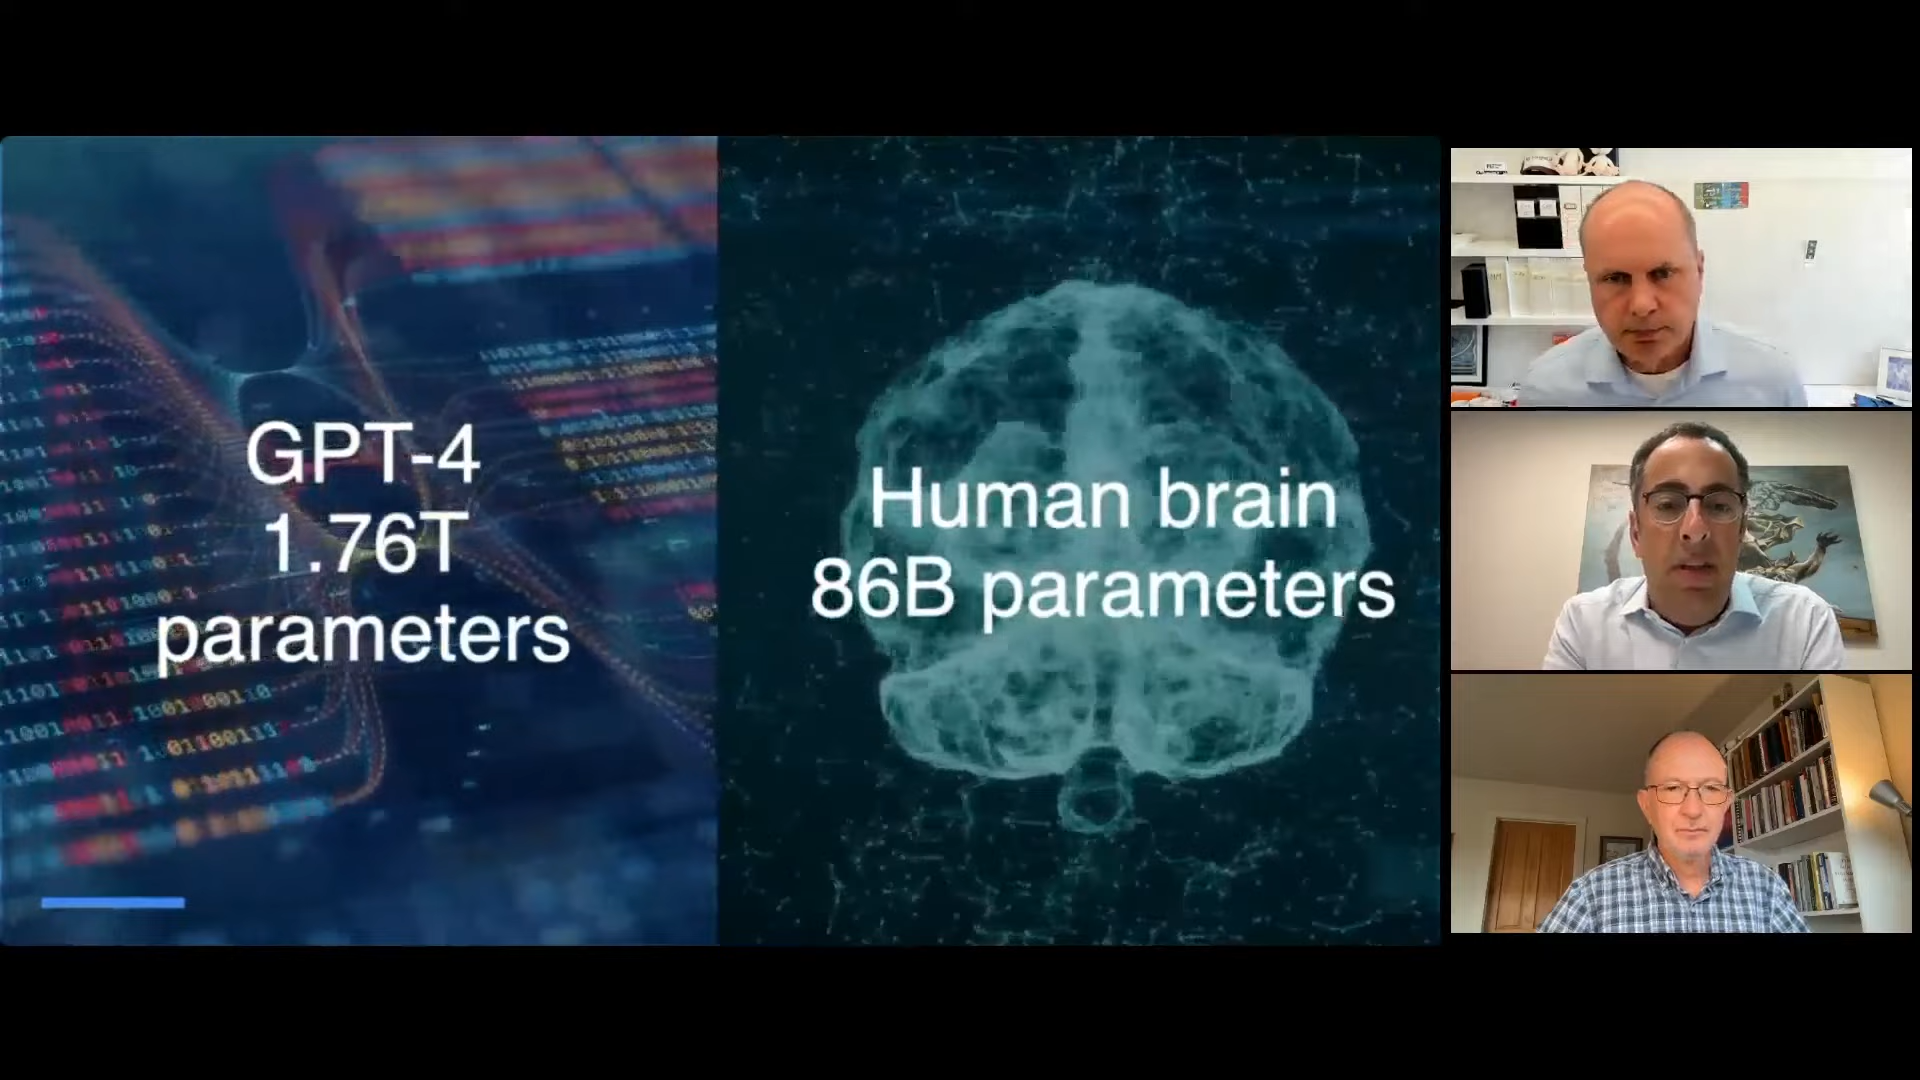 GPT-4
1.76T
parameters
Human brain
86B parameters